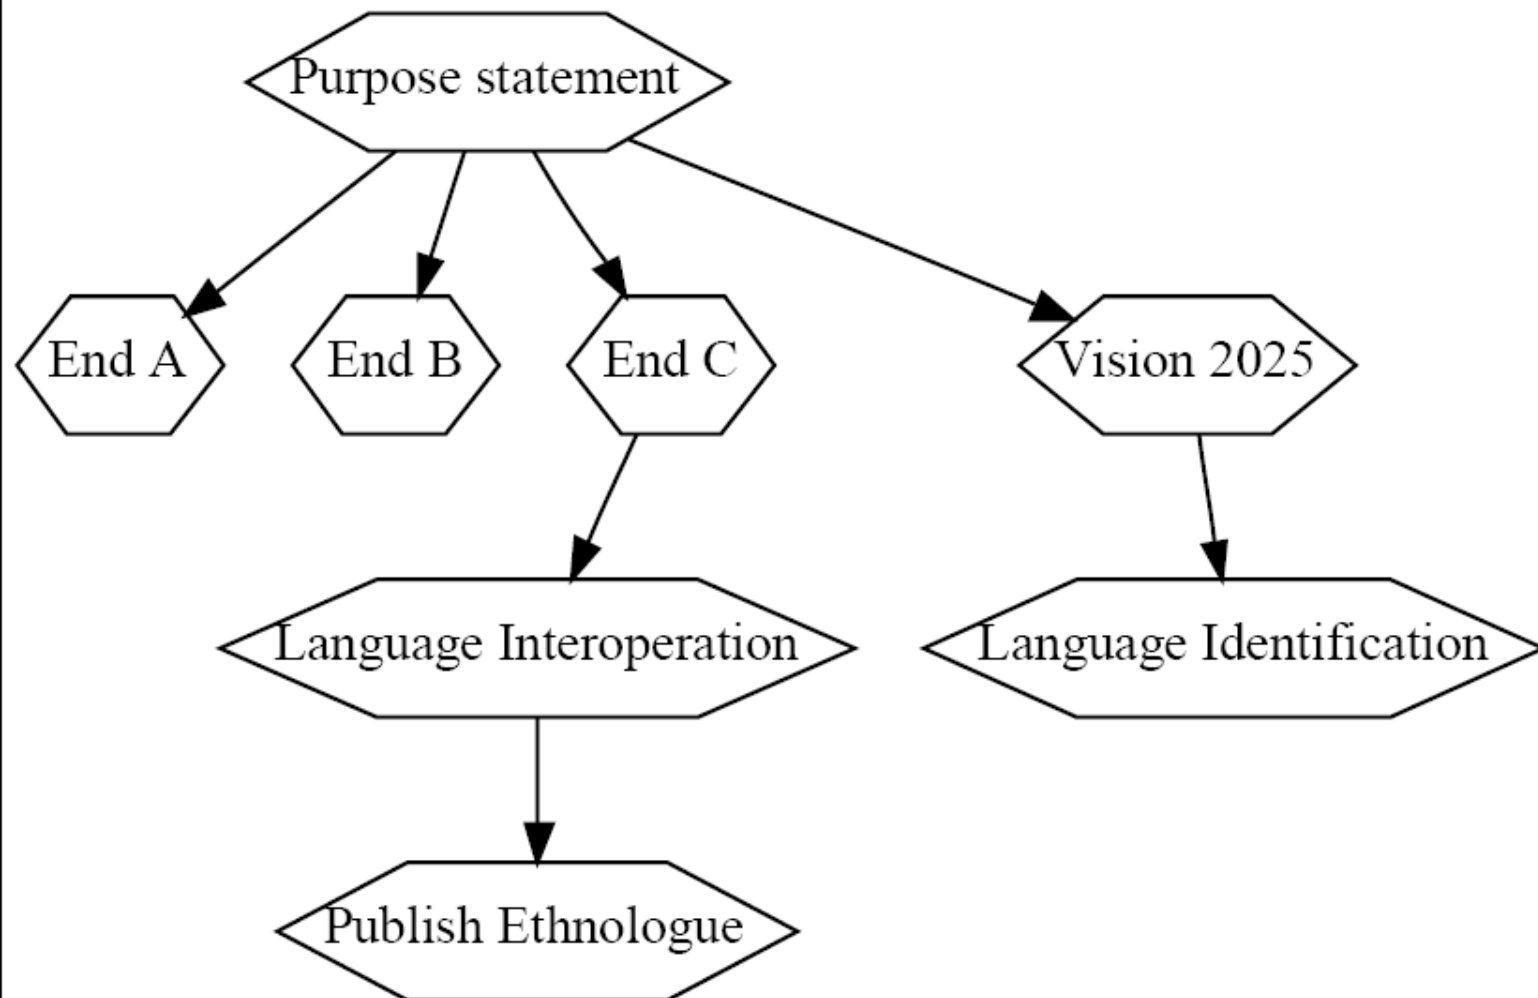 Purpose statement
End A
End B
End C
Vision 2025
Language Interoperation
Language Identification
Publish Ethnologue